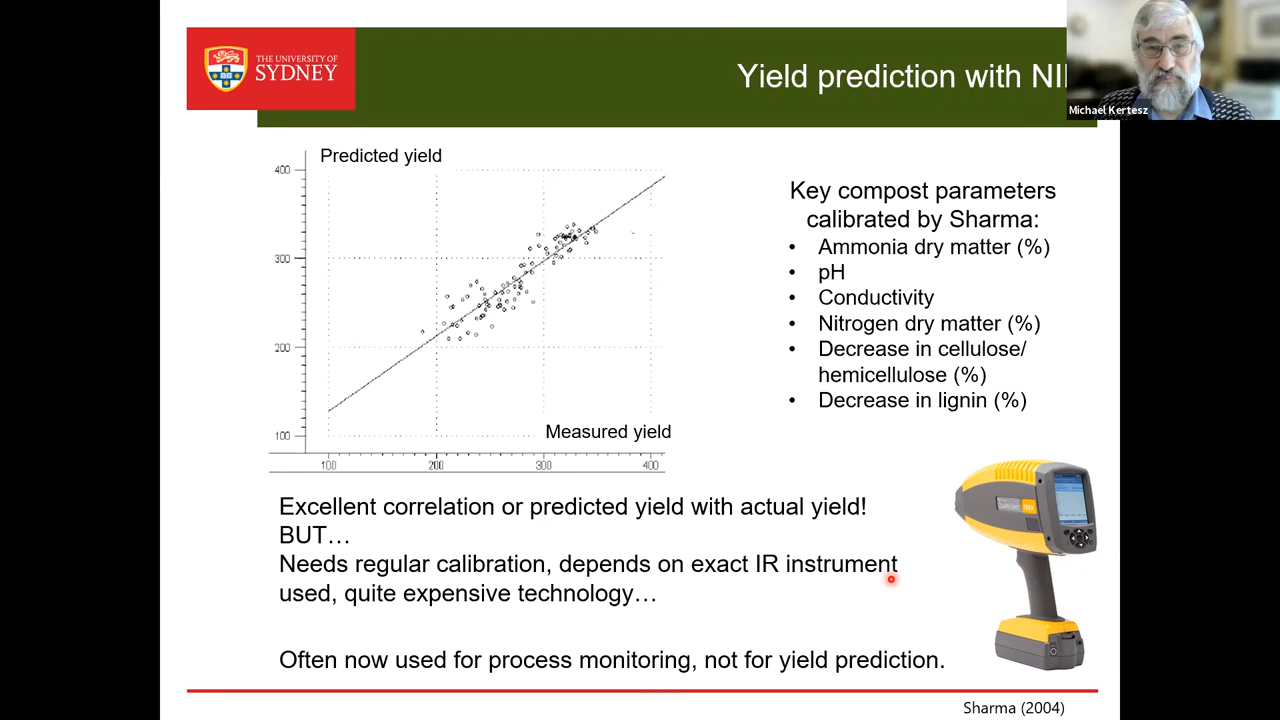 THE UNIVERSITY OF
SYDNEY
Yield prediction with NI
Michael Kertesz
Predicted yield
400
300
200
100
Measured yield
100
200
300
400
Key compost parameters
calibrated by Sharma:
• Ammonia dry matter (%)
• pH
• Conductivity
• Nitrogen dry matter (%)
• Decrease in cellulose/
hemicellulose (%)
• Decrease in lignin (%)
Excellent correlation or predicted yield with actual yield!
BUT…
Needs regular calibration, depends on exact IR instrument
used, quite expensive technology…
Often now used for process monitoring, not for yield prediction.
Sharma (2004)